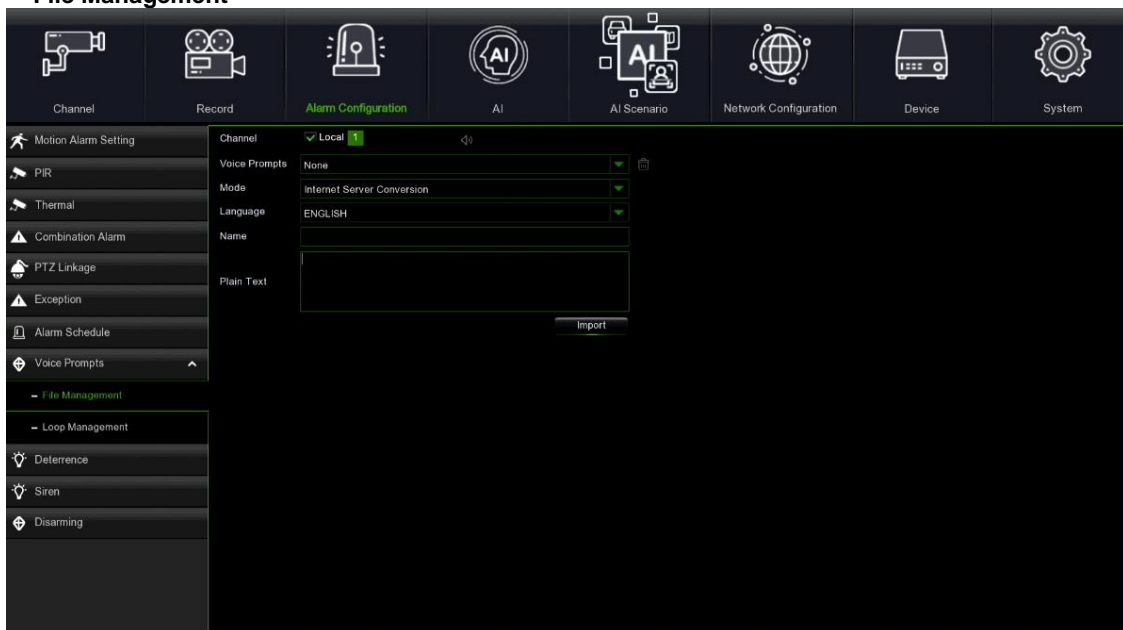 File Management
Channel
Record
Alarm Configuration
AI
AI Scenario
Network Configuration
Device
System
Motion Alarm Setting
PIR
Thermal
Combination Alarm
PTZ Linkage
Exception
Alarm Schedule
Voice Prompts
File Management
Loop Management
Deterrence
Siren
Disarming
Channel Local 1
Voice Prompts None
Mode Internet Server Conversion
Language ENGLISH
Name
Plain Text
Import